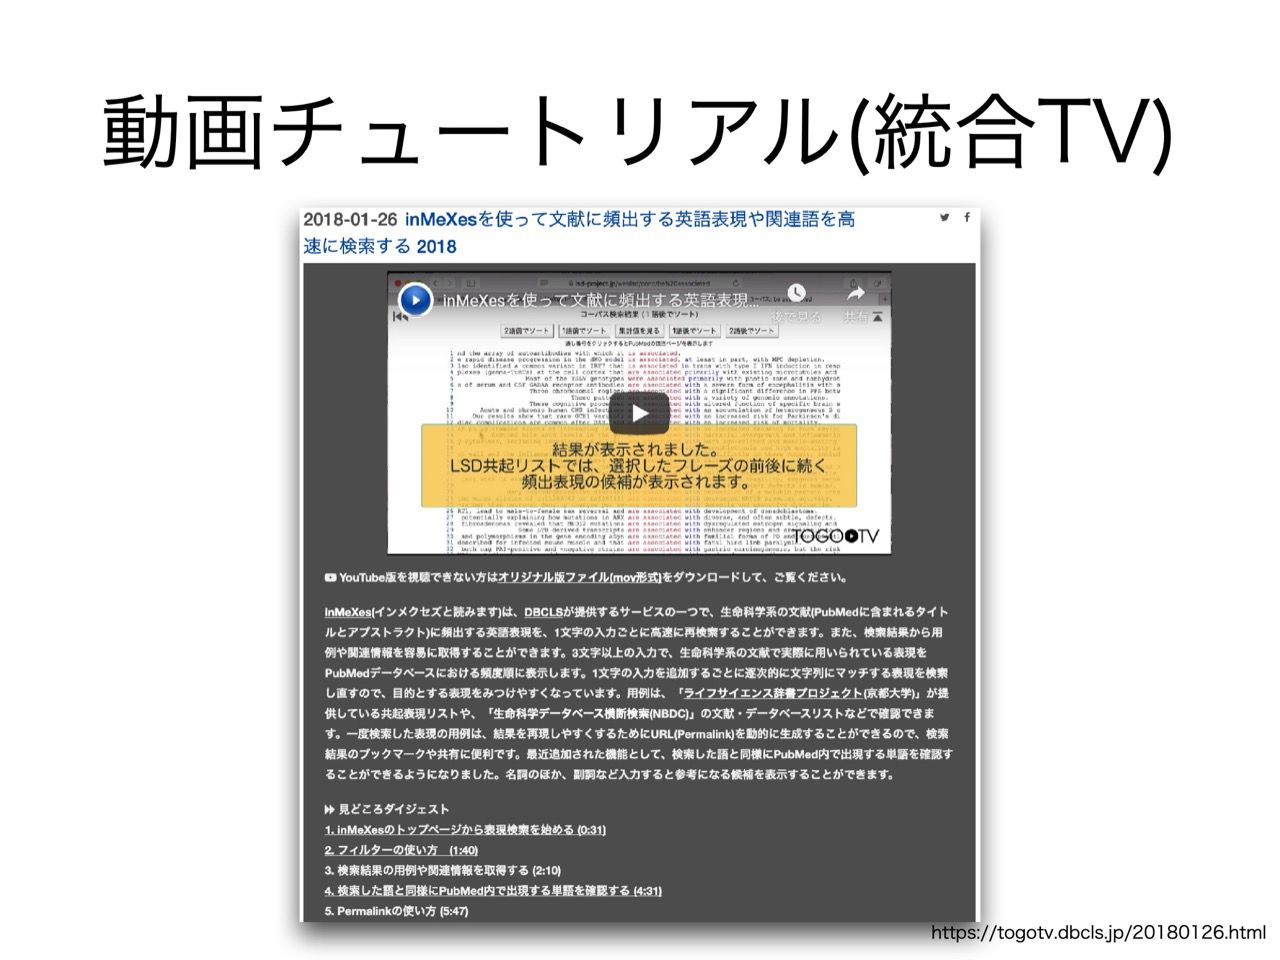 動画チュートリアル(統合TV)
2018-01-26 inMeXesを使って文献に頻出する英語表現や関連語を高
速に検索する 2018
lsd-project.jp/weblsd/conc/be%20associated
inMeXesを使って文献に頻出する英語表現...
後で見る
共有
コーパス検索結果 (1 語後でソート)
2語前でソート 1語前でソート 集計値を見る 1語後でソート 2語後でソート
通し番号をクリックするとPubMedの該当ページを表示します
結果が表示されました。
LSD共起リストでは、選択したフレーズの前後に続く
頻出表現の候補が表示されます。
TOGOTV
YouTube版を視聴できない方はオリジナル版ファイル(mov形式)をダウンロードして、ご覧ください。
inMeXes(インメクセズと読みます)は、DBCLSが提供するサービスの一つで、生命科学系の文献(PubMedに含まれるタイト
ルとアブストラクト)に頻出する英語表現を、1文字の入力ごとに高速に再検索することができます。また、検索結果から用
例や関連情報を容易に取得することができます。3文字以上の入力で、生命科学系の文献で実際に用いられている表現を
PubMedデータベースにおける頻度順に表示します。1文字の入力を追加するごとに逐次的に文字列にマッチする表現を検索
し直すので、目的とする表現をみつけやすくなっています。用例は、「ライフサイエンス辞書プロジェクト(京都大学)」が提
供している共起表現リストや、「生命科学データベース横断検索(NBDC)」の文献・データベースリストなどで確認できま
す。一度検索した表現の用例は、結果を再現しやすくするためにURL(Permalink)を動的に生成することができるので、検索
結果のブックマークや共有に便利です。最近追加された機能として、検索した語と同様にPubMed内で出現する単語を確認す
ることができるようになりました。名詞のほか、副詞など入力すると参考になる候補を表示することができます。
見どころダイジェスト
1. inMeXesのトップページから表現検索を始める (0:31)
2. フィルターの使い方 (1:40)
3. 検索結果の用例や関連情報を取得する (2:10)
4. 検索した語と同様にPubMed内で出現する単語を確認する (4:31)
5. Permalinkの使い方 (5:47)
https://togotv.dbcls.jp/20180126.html